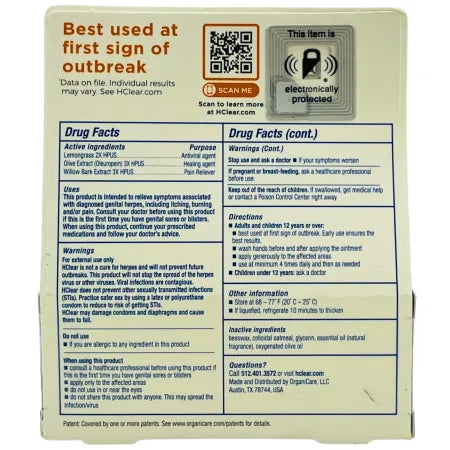 Best used at
first sign of
outbreak
*Data on file. Individual results
may vary. See HClear.com
SCAN ME
Scan to learn more
at HClear.com
This item is
electronically
protected
Drug Facts
Active ingredients Purpose
Lemongrass 2X HPUS Antiviral agent
Olive Extract (Oleuropein) 3X HPUS Healing agent
Willow Bark Extract 3X HPUS Pain Reliever
Uses
This product is intended to relieve symptoms associated
with diagnosed genital herpes, including itching, burning
and/or pain. Consult your doctor before using this product
if this is the first time you have genital sores or blisters.
When using this product, continue your prescribed
medications and follow your doctor's advice.
Warnings
For external use only
HClear is not a cure for herpes and will not prevent future
outbreaks. This product will not stop the spread of the herpes
virus or other viruses. Viral infections are contagious.
HClear does not prevent other sexually transmitted infections
(STIs). Practice safer sex by using a latex or polyurethane
condom to reduce to risk of getting STIs.
HClear may damage condoms and diaphragms and cause
them to fail.
Do not use
■ if you are allergic to any ingredient in this product
When using this product
■ consult a healthcare professional before using this product if
this is the first time you have genital sores or blisters
■ apply only to the affected areas
■ do not use in or near the eyes
■ do not share this product with anyone. This may spread the
infection/virus
Drug Facts (cont.)
Warnings (Cont.)
Stop use and ask a doctor ■ if your symptoms worsen
If pregnant or breast-feeding, ask a healthcare professional
before use.
Keep out of the reach of children. If swallowed, get medical help
or contact a Poison Control Center right away
Directions
■ Adults and children 12 years or over:
■ best used at first sign of outbreak. Early use ensures the
best results.
■ wash hands before and after applying the ointment
■ apply generously to the affected areas
■ use at minimum 4 times daily and then as needed
■ Children under 12 years: ask a doctor
Other information
■ Store at 68 – 77˚F (20˚C – 25˚C)
■ If liquified, refrigerate 10 minutes to thicken
Inactive ingredients
beeswax, colloidal oatmeal, glycerin, essential oil (natural
fragrance), oxygenated olive oil
Questions?
Call 512.401.3572 or visit hclear.com
Made and Distributed by OrganiCare, LLC
Austin, TX 78744, USA
Patent: Covered by one or more patents. See www.organicare.com/patents for details.